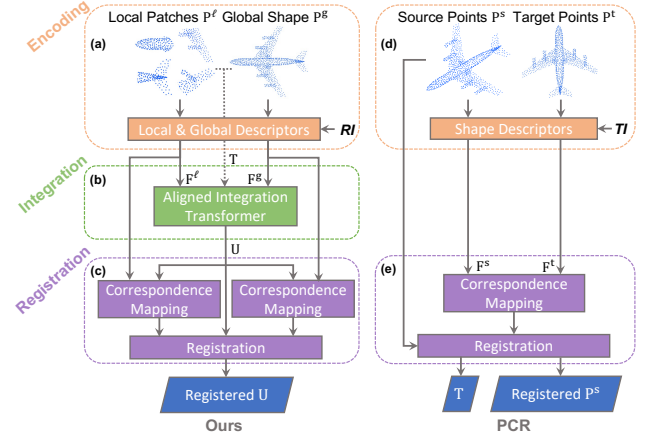 Encoding
Local Patches Pℓ Global Shape Pg
(a)
Local & Global Descriptors
RI
T
Integration
(b)
Fℓ Fg
Aligned Integration
Transformer
U
Registration
(c)
Correspondence
Mapping
Correspondence
Mapping
Registration
Registered U
Ours
Source Points Ps Target Points Pt
(d)
Shape Descriptors
TI
Fs Ft
(e)
Correspondence
Mapping
Registration
T
Registered Ps
PCR